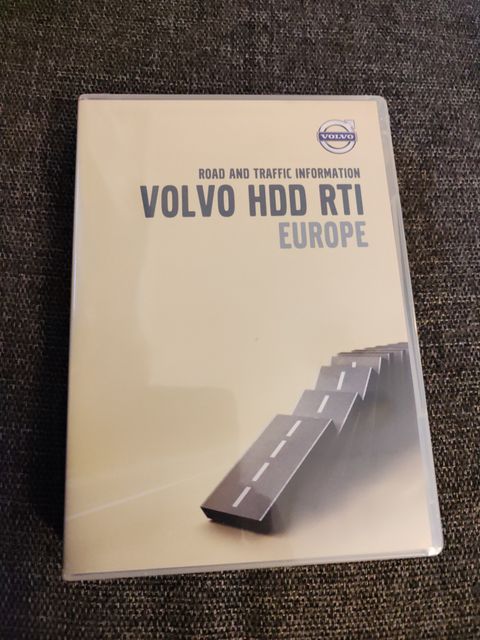 VOLVO
ROAD AND TRAFFIC INFORMATION
VOLVO HDD RTI
EUROPE